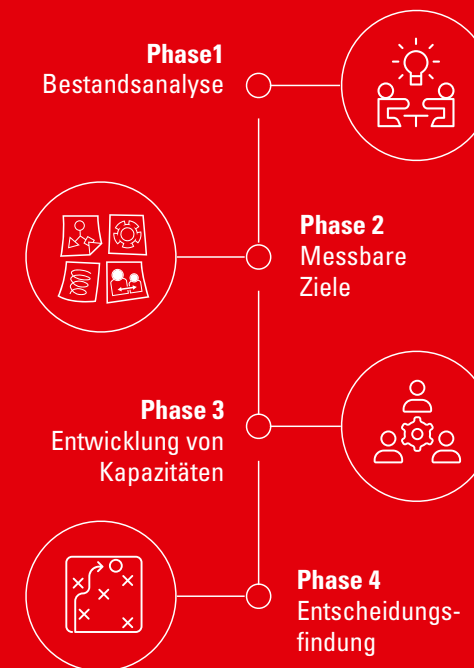 Phase1
Bestandsanalyse
Phase 2
Messbare
Ziele
Phase 3
Entwicklung von
Kapazitäten
Phase 4
Entscheidungs-
findung